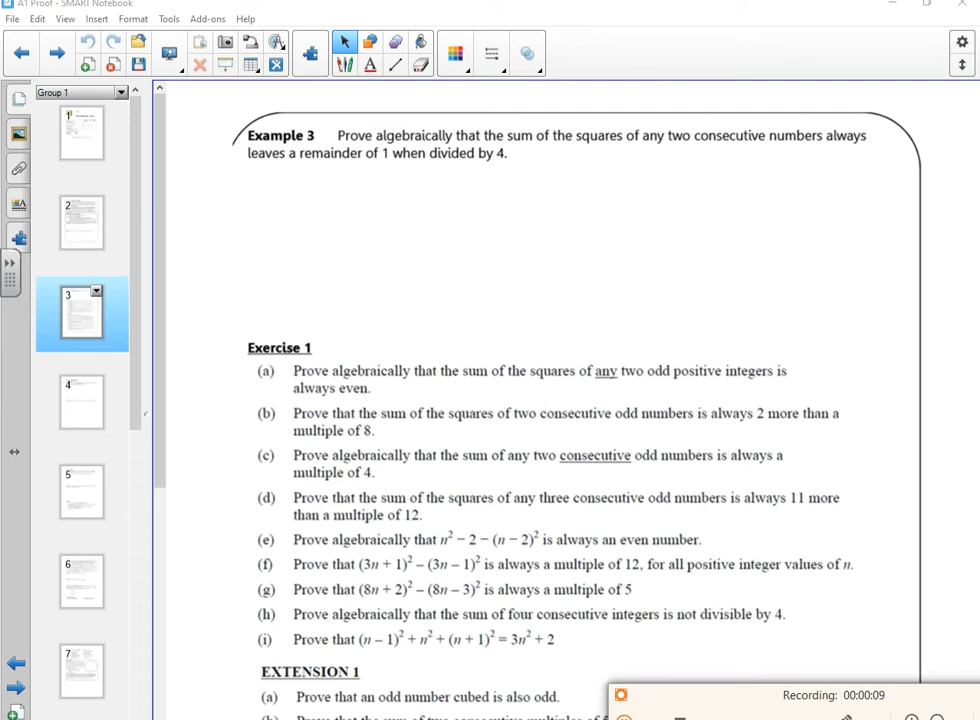 A1 Proof - SMART Notebook
File Edit View Insert Format Tools Add-ons Help
Group 1
1
2
3
4
5
6
7
Example 3 Prove algebraically that the sum of the squares of any two consecutive numbers always
leaves a remainder of 1 when divided by 4.
Exercise 1
(a) Prove algebraically that the sum of the squares of any two odd positive integers is
always even.
(b) Prove that the sum of the squares of two consecutive odd numbers is always 2 more than a
multiple of 8.
(c) Prove algebraically that the sum of any two consecutive odd numbers is always a
multiple of 4.
(d) Prove that the sum of the squares of any three consecutive odd numbers is always 11 more
than a multiple of 12.
(e) Prove algebraically that n² − 2 − (n − 2)² is always an even number.
(f) Prove that (3n + 1)² − (3n − 1)² is always a multiple of 12, for all positive integer values of n.
(g) Prove that (8n + 2)² − (8n − 3)² is always a multiple of 5
(h) Prove algebraically that the sum of four consecutive integers is not divisible by 4.
(i) Prove that (n − 1)² + n² + (n + 1)² = 3n² + 2
EXTENSION 1
(a) Prove that an odd number cubed is also odd.
Recording: 00:00:09